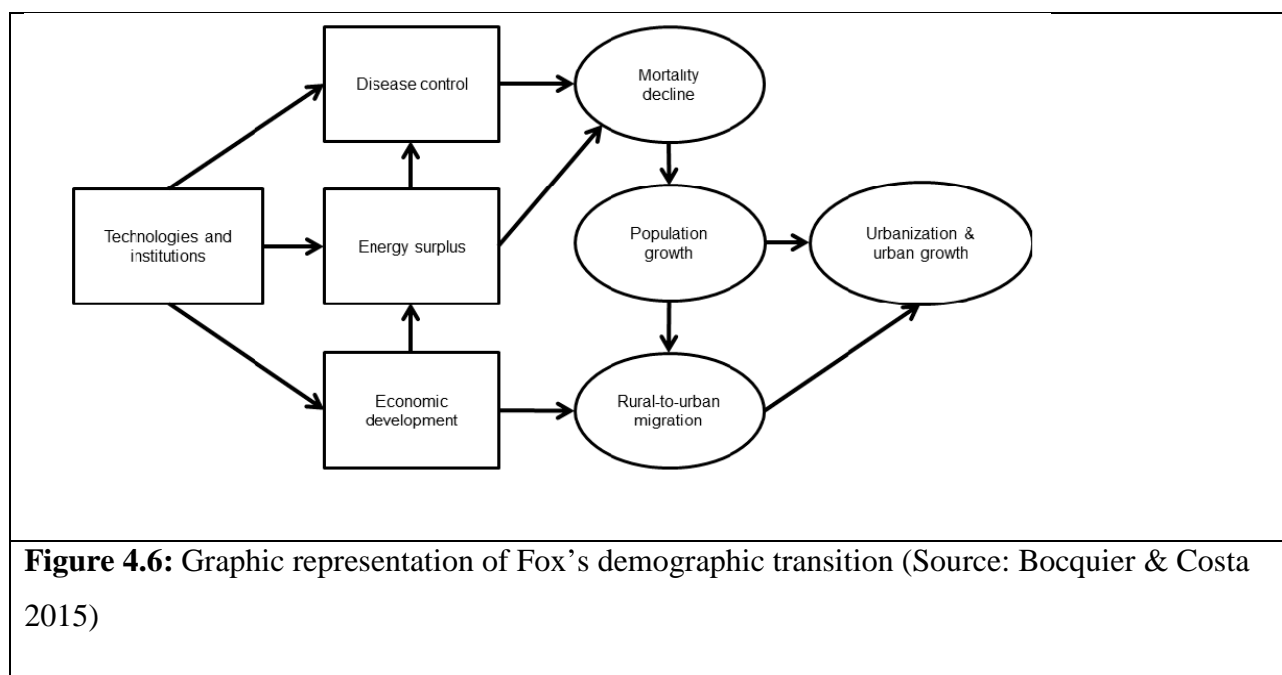 Disease control
Mortality
decline
Technologies and
institutions
Energy surplus
Population
growth
Urbanization &
urban growth
Economic
development
Rural-to-urban
migration
Figure 4.6: Graphic representation of Fox’s demographic transition (Source: Bocquier & Costa
2015)